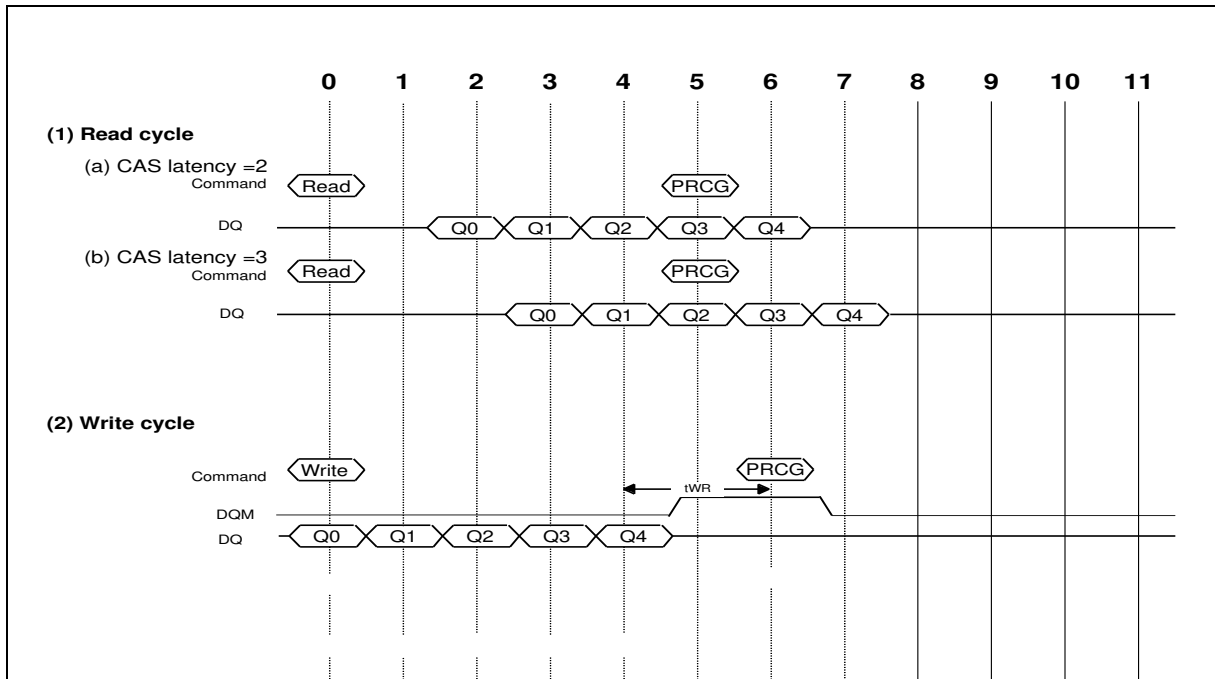 0 1 2 3 4 5 6 7 8 9 10 11
(1) Read cycle
(a) CAS latency =2
Command Read PRCG
DQ Q0 Q1 Q2 Q3 Q4
(b) CAS latency =3
Command Read PRCG
DQ Q0 Q1 Q2 Q3 Q4
(2) Write cycle
Command Write PRCG
tWR
DQM
DQ Q0 Q1 Q2 Q3 Q4